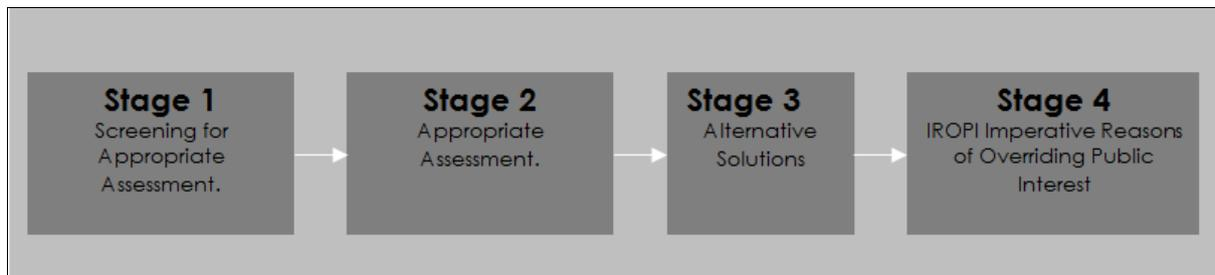 Stage 1
Screening for
Appropriate
Assessment.
Stage 2
Appropriate
Assessment.
Stage 3
Alternative
Solutions
Stage 4
IROPI Imperative Reasons
of Overriding Public
Interest